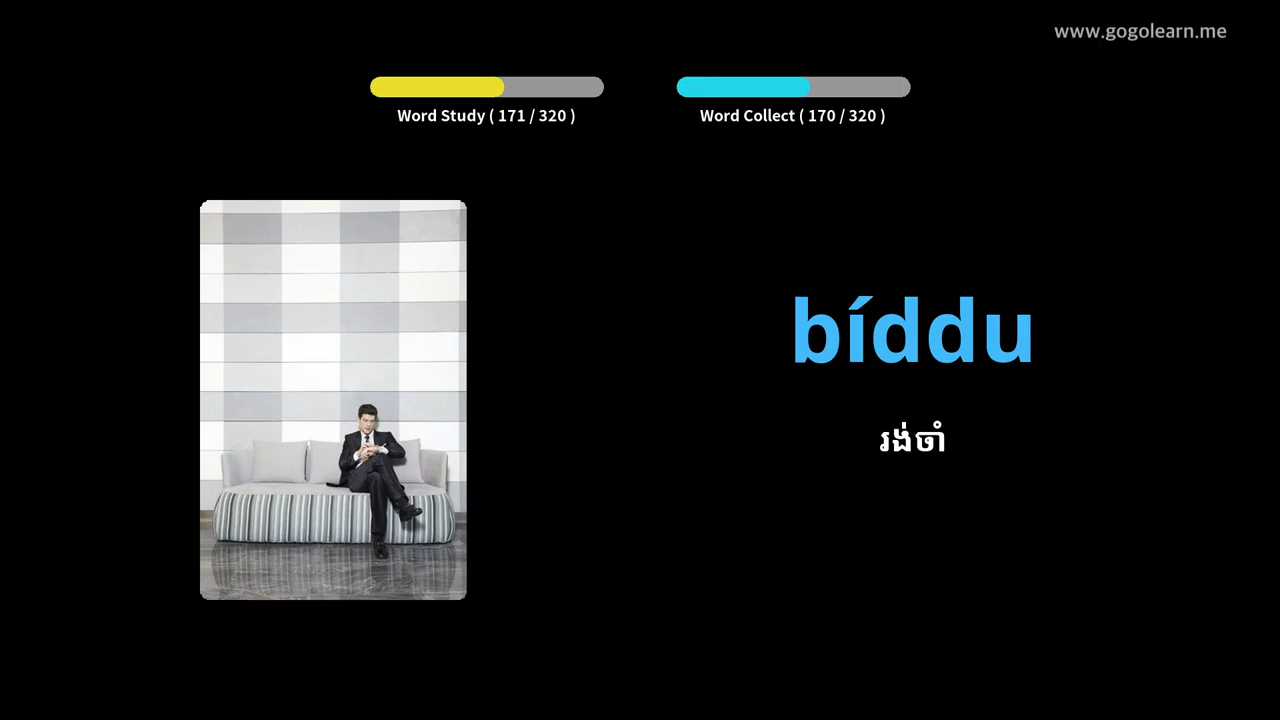 www.gogolearn.me
Word Study ( 171 / 320 )
Word Collect ( 170 / 320 )
bíddu
រង់ចាំ